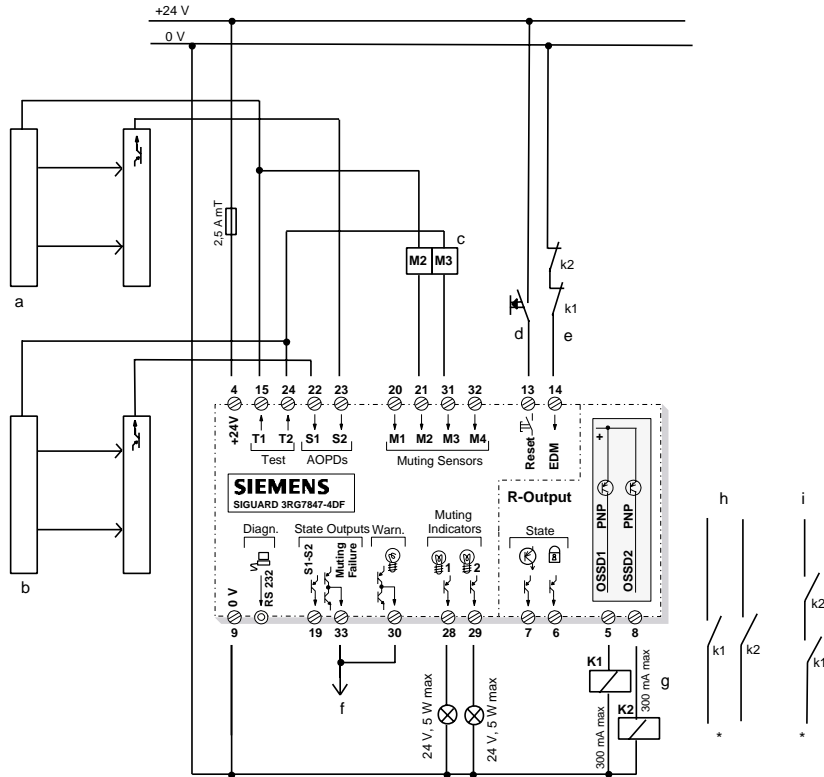 +24 V
0 V
2,5 A mT
a
c
M2 M3
k2
k1
d e
b
4 15 24 22 23 20 21 31 32 13 14
+24V
T1 T2 S1 S2 M1 M2 M3 M4
Reset
EDM
Test AOPDs Muting Sensors
+
SIEMENS
SIGUARD 3RG7847-4DF
R-Output
PNP
PNP
OSSD1
OSSD2
Diagn. State Outputs Warn. Muting Indicators State
RS 232
S1-S2
Muting Failure
1 2
8
0 V
9 19 33 30 28 29 7 6 5 8
f
24 V, 5 W max
24 V, 5 W max
K1
300 mA max
K2
300 mA max
g
h i
k1 k2
k2
k1
* *